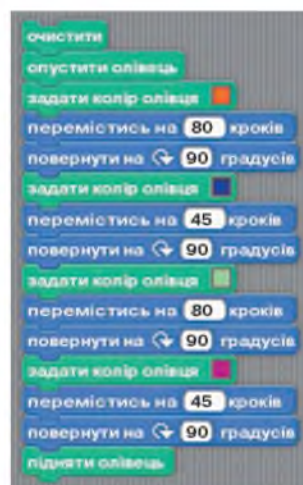 очистити
опустити олівець
задати колір олівця
перемістись на 80 кроків
повернути на 90 градусів
задати колір олівця
перемістись на 45 кроків
повернути на 90 градусів
задати колір олівця
перемістись на 80 кроків
повернути на 90 градусів
задати колір олівця
перемістись на 45 кроків
повернути на 90 градусів
підняти олівець